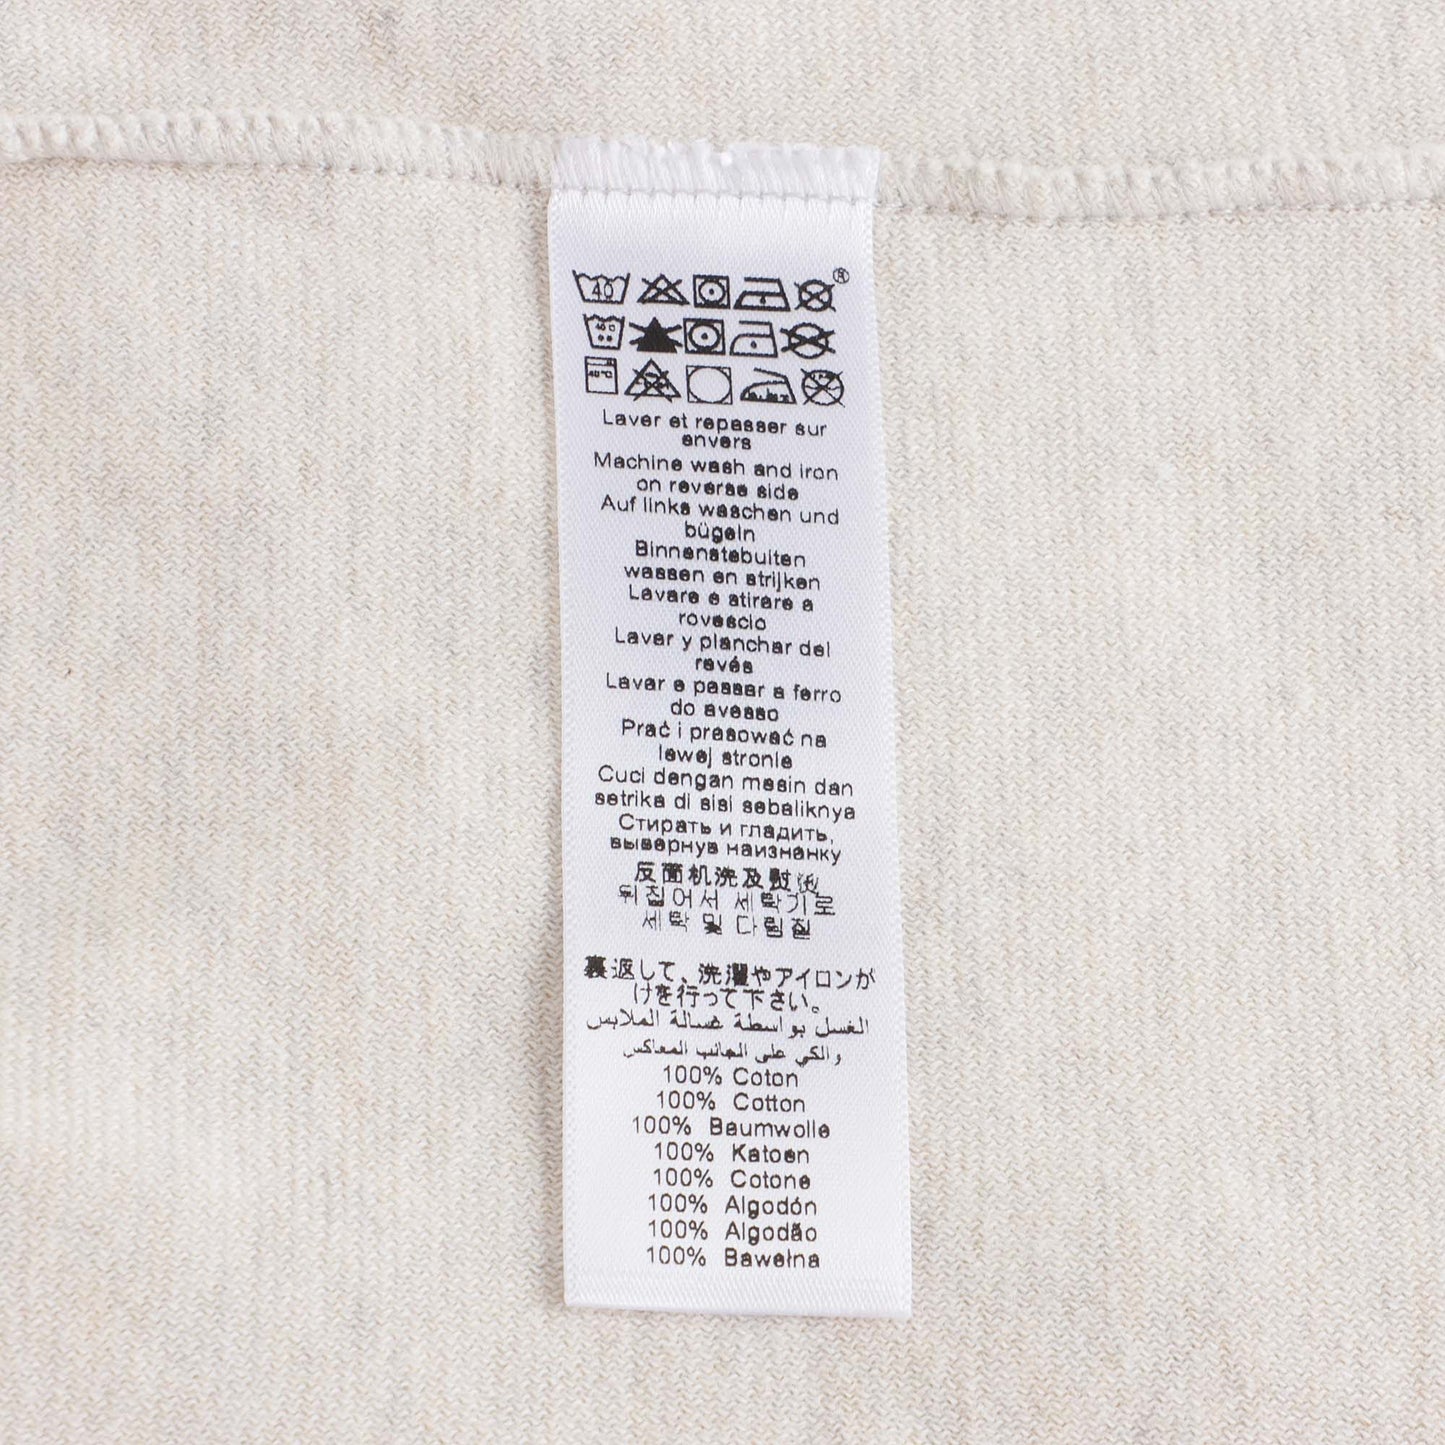 40 ®
40 C
40°C
Laver et repasser sur
envers
Machine wash and iron
on reverse side
Auf links waschen und
bügeln
Binnenstebuiten
wassen en strijken
Lavare e stirare a
rovescio
Laver y planchar del
revés
Lavar e passar a ferro
do avesso
Prać i prasować na
lewej stronie
Cuci dengan mesin dan
setrika di sisi sebaliknya
Стирать и гладить,
вывернув наизнанку
反面机洗及熨烫
뒤집어서 세탁기로
세탁 및 다림질
裏返して、洗濯やアイロンが
けを行って下さい。
الغسل بواسطة غسالة الملابس
والكي على الجانب المعاكس
100% Coton
100% Cotton
100% Baumwolle
100% Katoen
100% Cotone
100% Algodón
100% Algodão
100% Bawełna